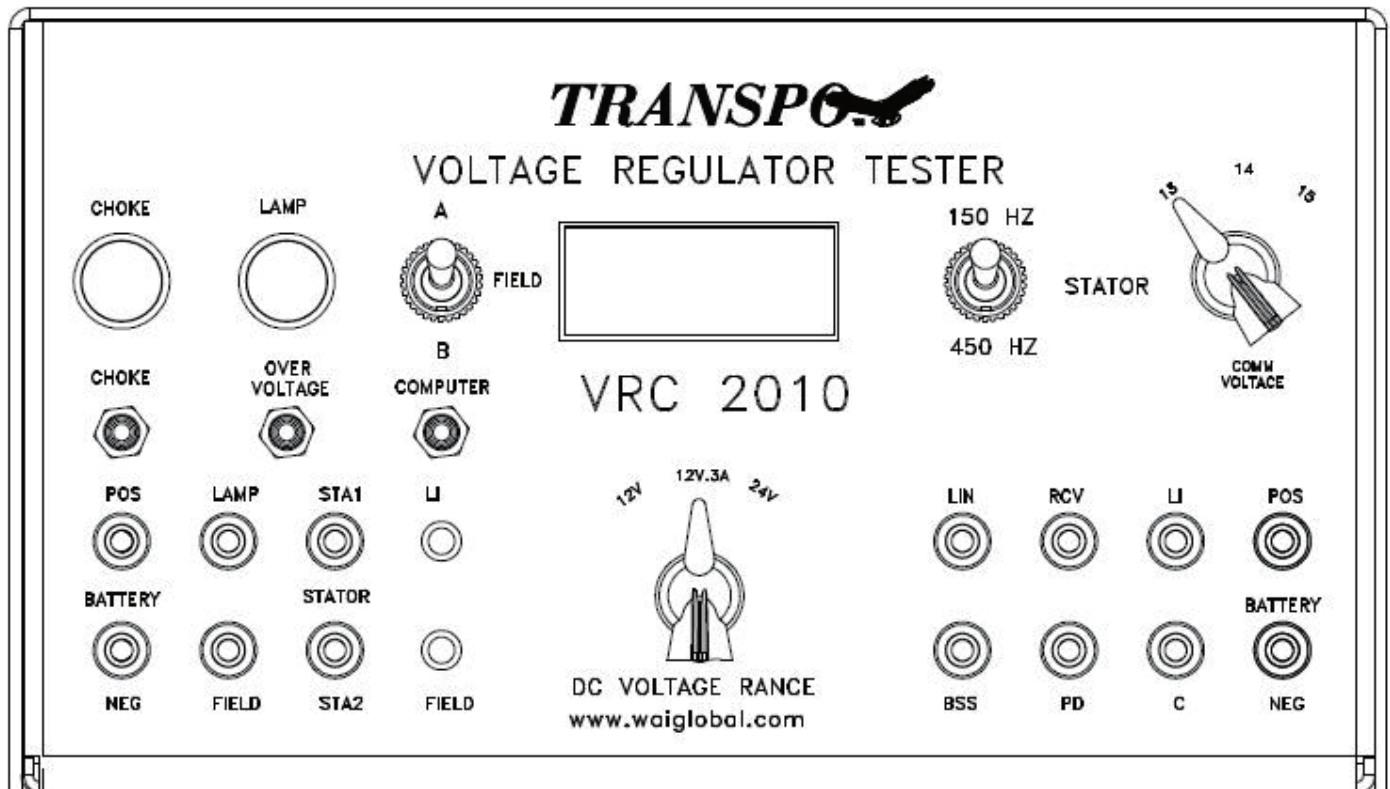 TRANSPO
VOLTAGE REGULATOR TESTER
CHOKE
LAMP
A
FIELD
B
150 HZ
STATOR
450 HZ
13
14
15
COMM
VOLTACE
CHOKE
OVER
VOLTAGE
COMPUTER
VRC 2010
POS
LAMP
STA1
LI
12V
12V.3A
24V
LIN
RCV
LI
POS
BATTERY
STATOR
BATTERY
NEG
FIELD
STA2
FIELD
DC VOLTAGE RANCE
www.waiglobal.com
BSS
PD
C
NEG